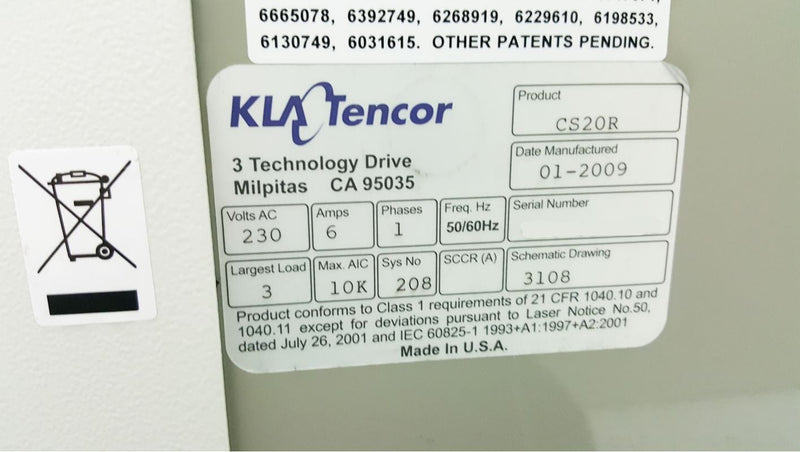 6665078, 6392749, 6268919, 6229610, 6198533,
6130749, 6031615. OTHER PATENTS PENDING.
KLA Tencor
3 Technology Drive
Milpitas CA 95035
Product
CS20R
Date Manufactured
01-2009
Volts AC
230
Amps
6
Phases
1
Freq. Hz
50/60Hz
Serial Number
Largest Load
3
Max. AIC
10K
Sys No
208
SCCR (A)
Schematic Drawing
3108
Product conforms to Class 1 requirements of 21 CFR 1040.10 and
1040.11 except for deviations pursuant to Laser Notice No.50,
dated July 26, 2001 and IEC 60825-1 1993+A1:1997+A2:2001
Made In U.S.A.